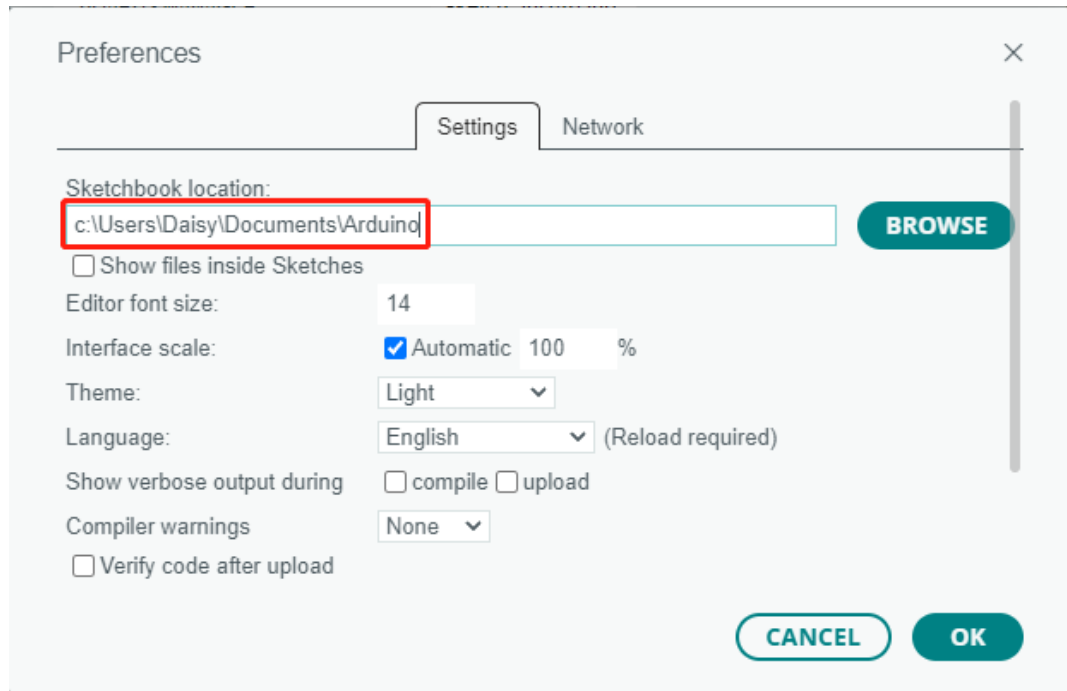 Preferences
Settings Network
Sketchbook location:
c:\Users\Daisy\Documents\Arduino
BROWSE
Show files inside Sketches
Editor font size: 14
Interface scale: Automatic 100 %
Theme: Light
Language: English (Reload required)
Show verbose output during compile upload
Compiler warnings None
Verify code after upload
CANCEL OK